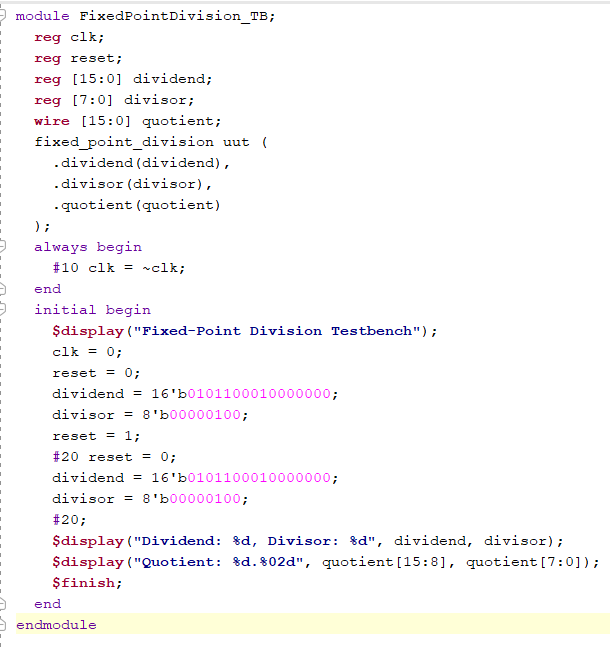 module FixedPointDivision_TB;
  reg clk;
  reg reset;
  reg [15:0] dividend;
  reg [7:0] divisor;
  wire [15:0] quotient;
  fixed_point_division uut (
    .dividend(dividend),
    .divisor(divisor),
    .quotient(quotient)
  );
  always begin
    #10 clk = ~clk;
  end
  initial begin
    $display("Fixed-Point Division Testbench");
    clk = 0;
    reset = 0;
    dividend = 16'b0101100010000000;
    divisor = 8'b00000100;
    reset = 1;
    #20 reset = 0;
    dividend = 16'b0101100010000000;
    divisor = 8'b00000100;
    #20;
    $display("Dividend: %d, Divisor: %d", dividend, divisor);
    $display("Quotient: %d.%02d", quotient[15:8], quotient[7:0]);
    $finish;
  end
endmodule